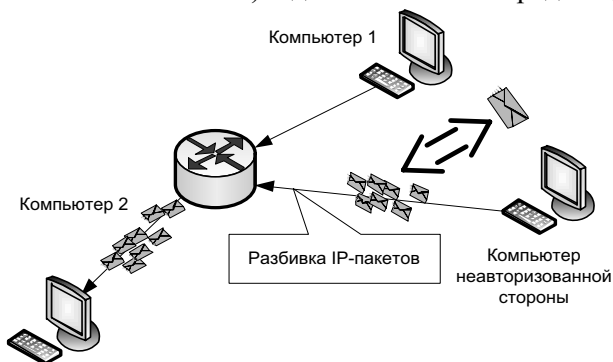 Компьютер 1
Компьютер 2
Разбивка IP-пакетов
Компьютер
неавторизованной
стороны